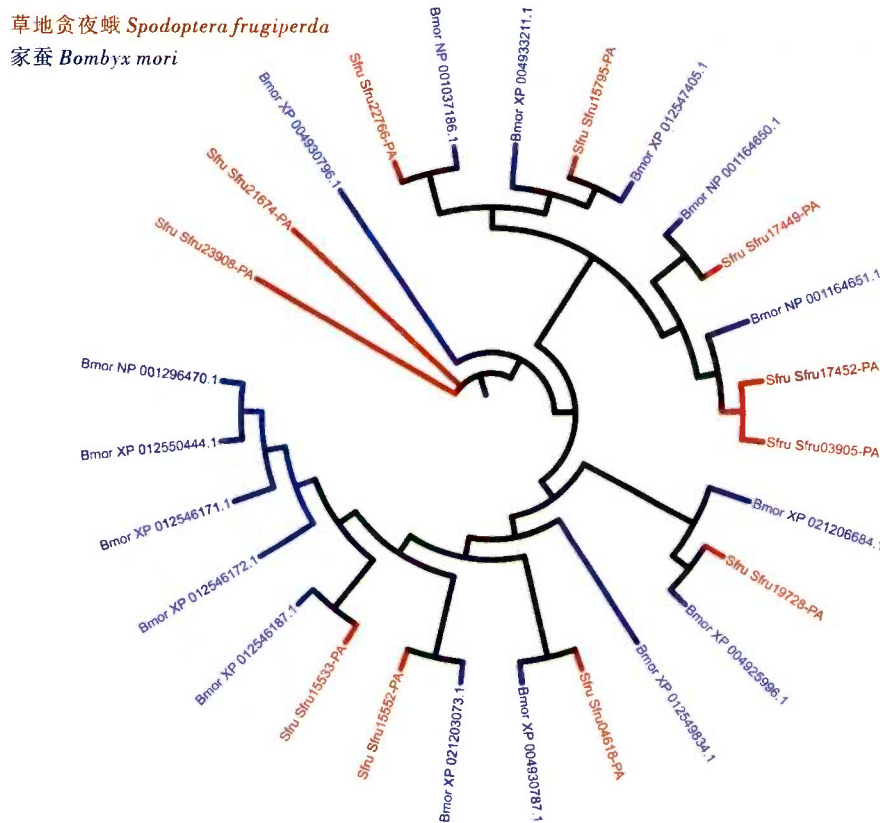 草地贪夜蛾 Spodoptera frugiperda
家蚕 Bombyx mori
Sfru Sfru23908-PA
Sfru Sfru21674-PA
Bmor XP 004930796.1
Sfru Sfru22766-PA
Bmor NP 001037186.1
Bmor XP 004933211.1
Sfru Sfru15795-PA
Bmor XP 012547405.1
Bmor NP 001164650.1
Sfru Sfru17449-PA
Bmor NP 001164651.1
Sfru Sfru17452-PA
Sfru Sfru03905-PA
Bmor XP 021206684.1
Sfru Sfru19728-PA
Bmor XP 004925996.1
Bmor XP 012549834.1
Sfru Sfru04618-PA
Bmor XP 004930787.1
Bmor XP 021203073.1
Sfru Sfru15552-PA
Sfru Sfru15533-PA
Bmor XP 012546187.1
Bmor XP 012546172.1
Bmor XP 012546171.1
Bmor XP 012550444.1
Bmor NP 001296470.1